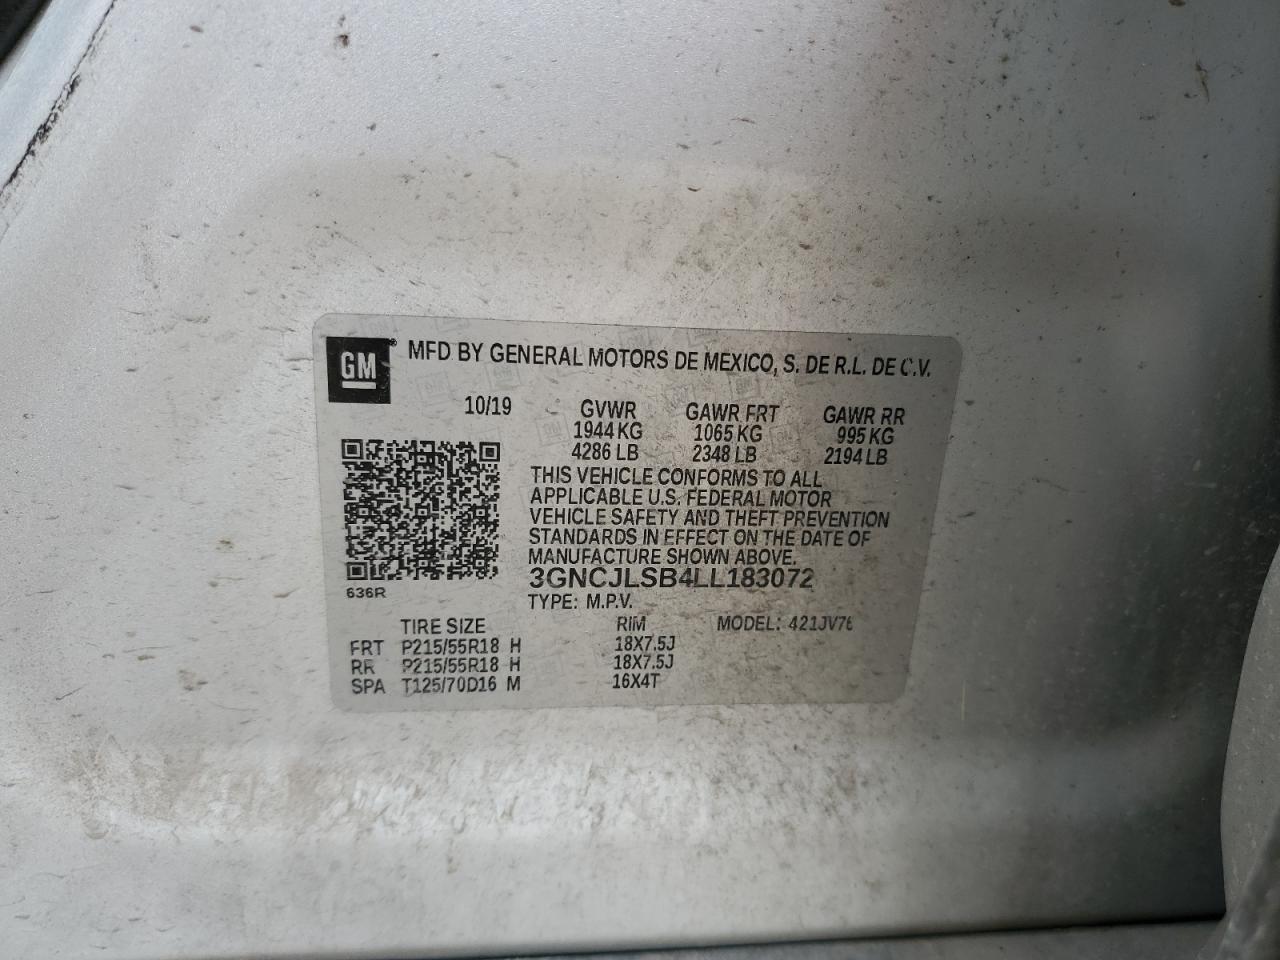 GM ® MFD BY GENERAL MOTORS DE MEXICO, S. DE R.L. DE C.V.
10/19 GVWR GAWR FRT GAWR RR
1944 KG 1065 KG 995 KG
4286 LB 2348 LB 2194 LB
THIS VEHICLE CONFORMS TO ALL
APPLICABLE U.S. FEDERAL MOTOR
VEHICLE SAFETY AND THEFT PREVENTION
STANDARDS IN EFFECT ON THE DATE OF
MANUFACTURE SHOWN ABOVE.
3GNCJLSB4LL183072
636R
TYPE: M.P.V.
TIRE SIZE RIM MODEL: 421JV76
FRT P215/55R18 H 18X7.5J
RR P215/55R18 H 18X7.5J
SPA T125/70D16 M 16X4T